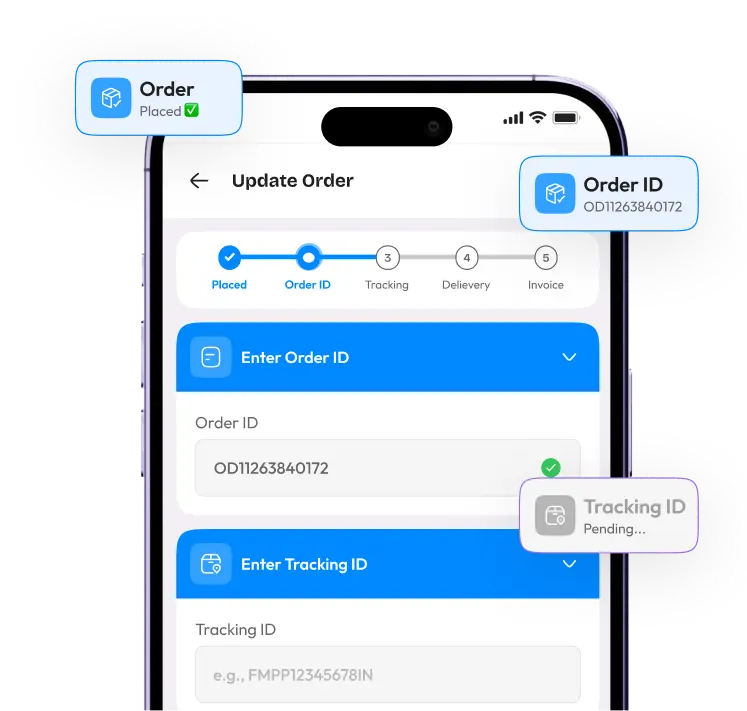 Order
Placed ✅
Update Order
Order ID
OD11263840172
3
4
5
Placed
Order ID
Tracking
Delievery
Invoice
Enter Order ID
Order ID
OD11263840172
Tracking ID
Pending...
Enter Tracking ID
Tracking ID
e.g., FMPP12345678IN